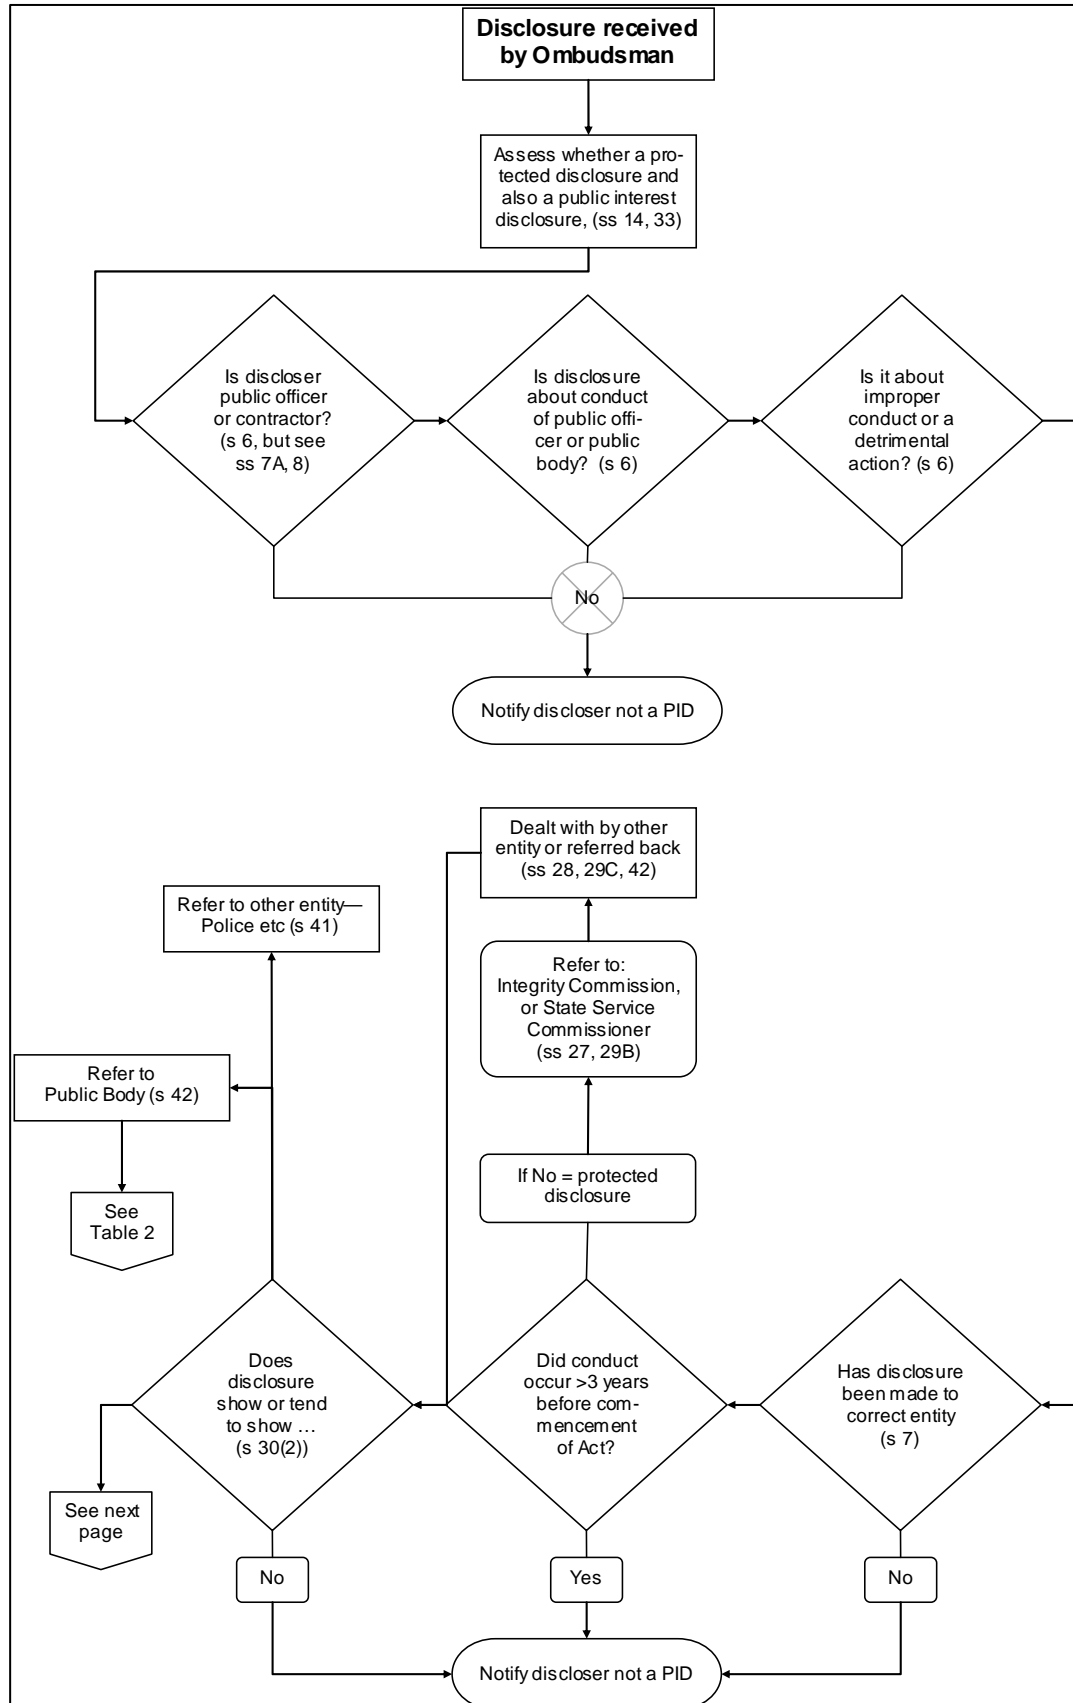 Disclosure received
by Ombudsman
Assess whether a pro-
tected disclosure and
also a public interest
disclosure, (ss 14, 33)
Is discloser
public officer
or contractor?
(s 6, but see
ss 7A, 8)
Is disclosure
about conduct
of public offi-
cer or public
body?  (s 6)
Is it about
improper
conduct or a
detrimental
action? (s 6)
No
Notify discloser not a PID
Dealt with by other
entity or referred back
(ss 28, 29C, 42)
Refer to other entity—
Police etc (s 41)
Refer to:
Integrity Commission,
or State Service
Commissioner
(ss 27, 29B)
Refer to
Public Body (s 42)
If No = protected
disclosure
See
Table 2
Does
disclosure
show or tend
to show …
(s 30(2))
Did conduct
occur >3 years
before com-
mencement
of Act?
Has disclosure
been made to
correct entity
(s 7)
See next
page
No
Yes
No
Notify discloser not a PID